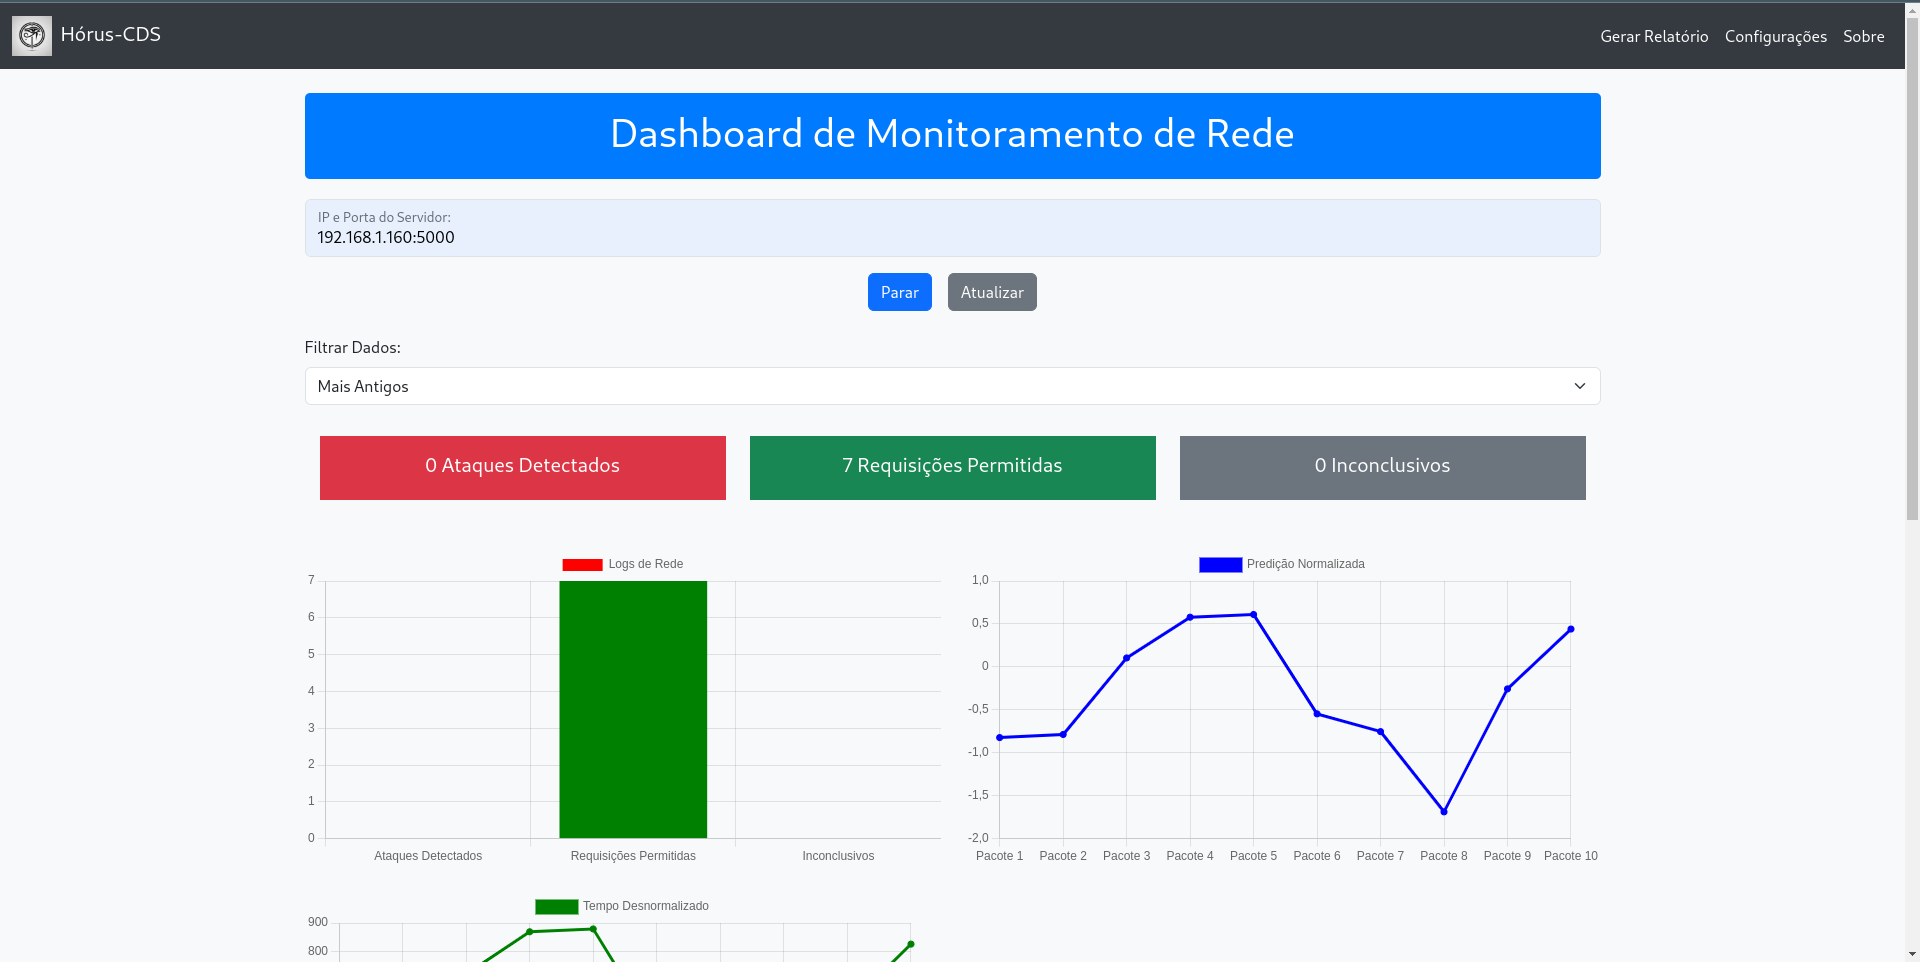 Hórus-CDS
Gerar Relatório Configurações Sobre
Dashboard de Monitoramento de Rede
IP e Porta do Servidor:
192.168.1.160:5000
Parar Atualizar
Filtrar Dados:
Mais Antigos
0 Ataques Detectados
7 Requisições Permitidas
0 Inconclusivos
Logs de Rede
7
6
5
4
3
2
1
0
Ataques Detectados Requisições Permitidas Inconclusivos
Predição Normalizada
1,0
0,5
0
-0,5
-1,0
-1,5
-2,0
Pacote 1 Pacote 2 Pacote 3 Pacote 4 Pacote 5 Pacote 6 Pacote 7 Pacote 8 Pacote 9 Pacote 10
Tempo Desnormalizado
900
800